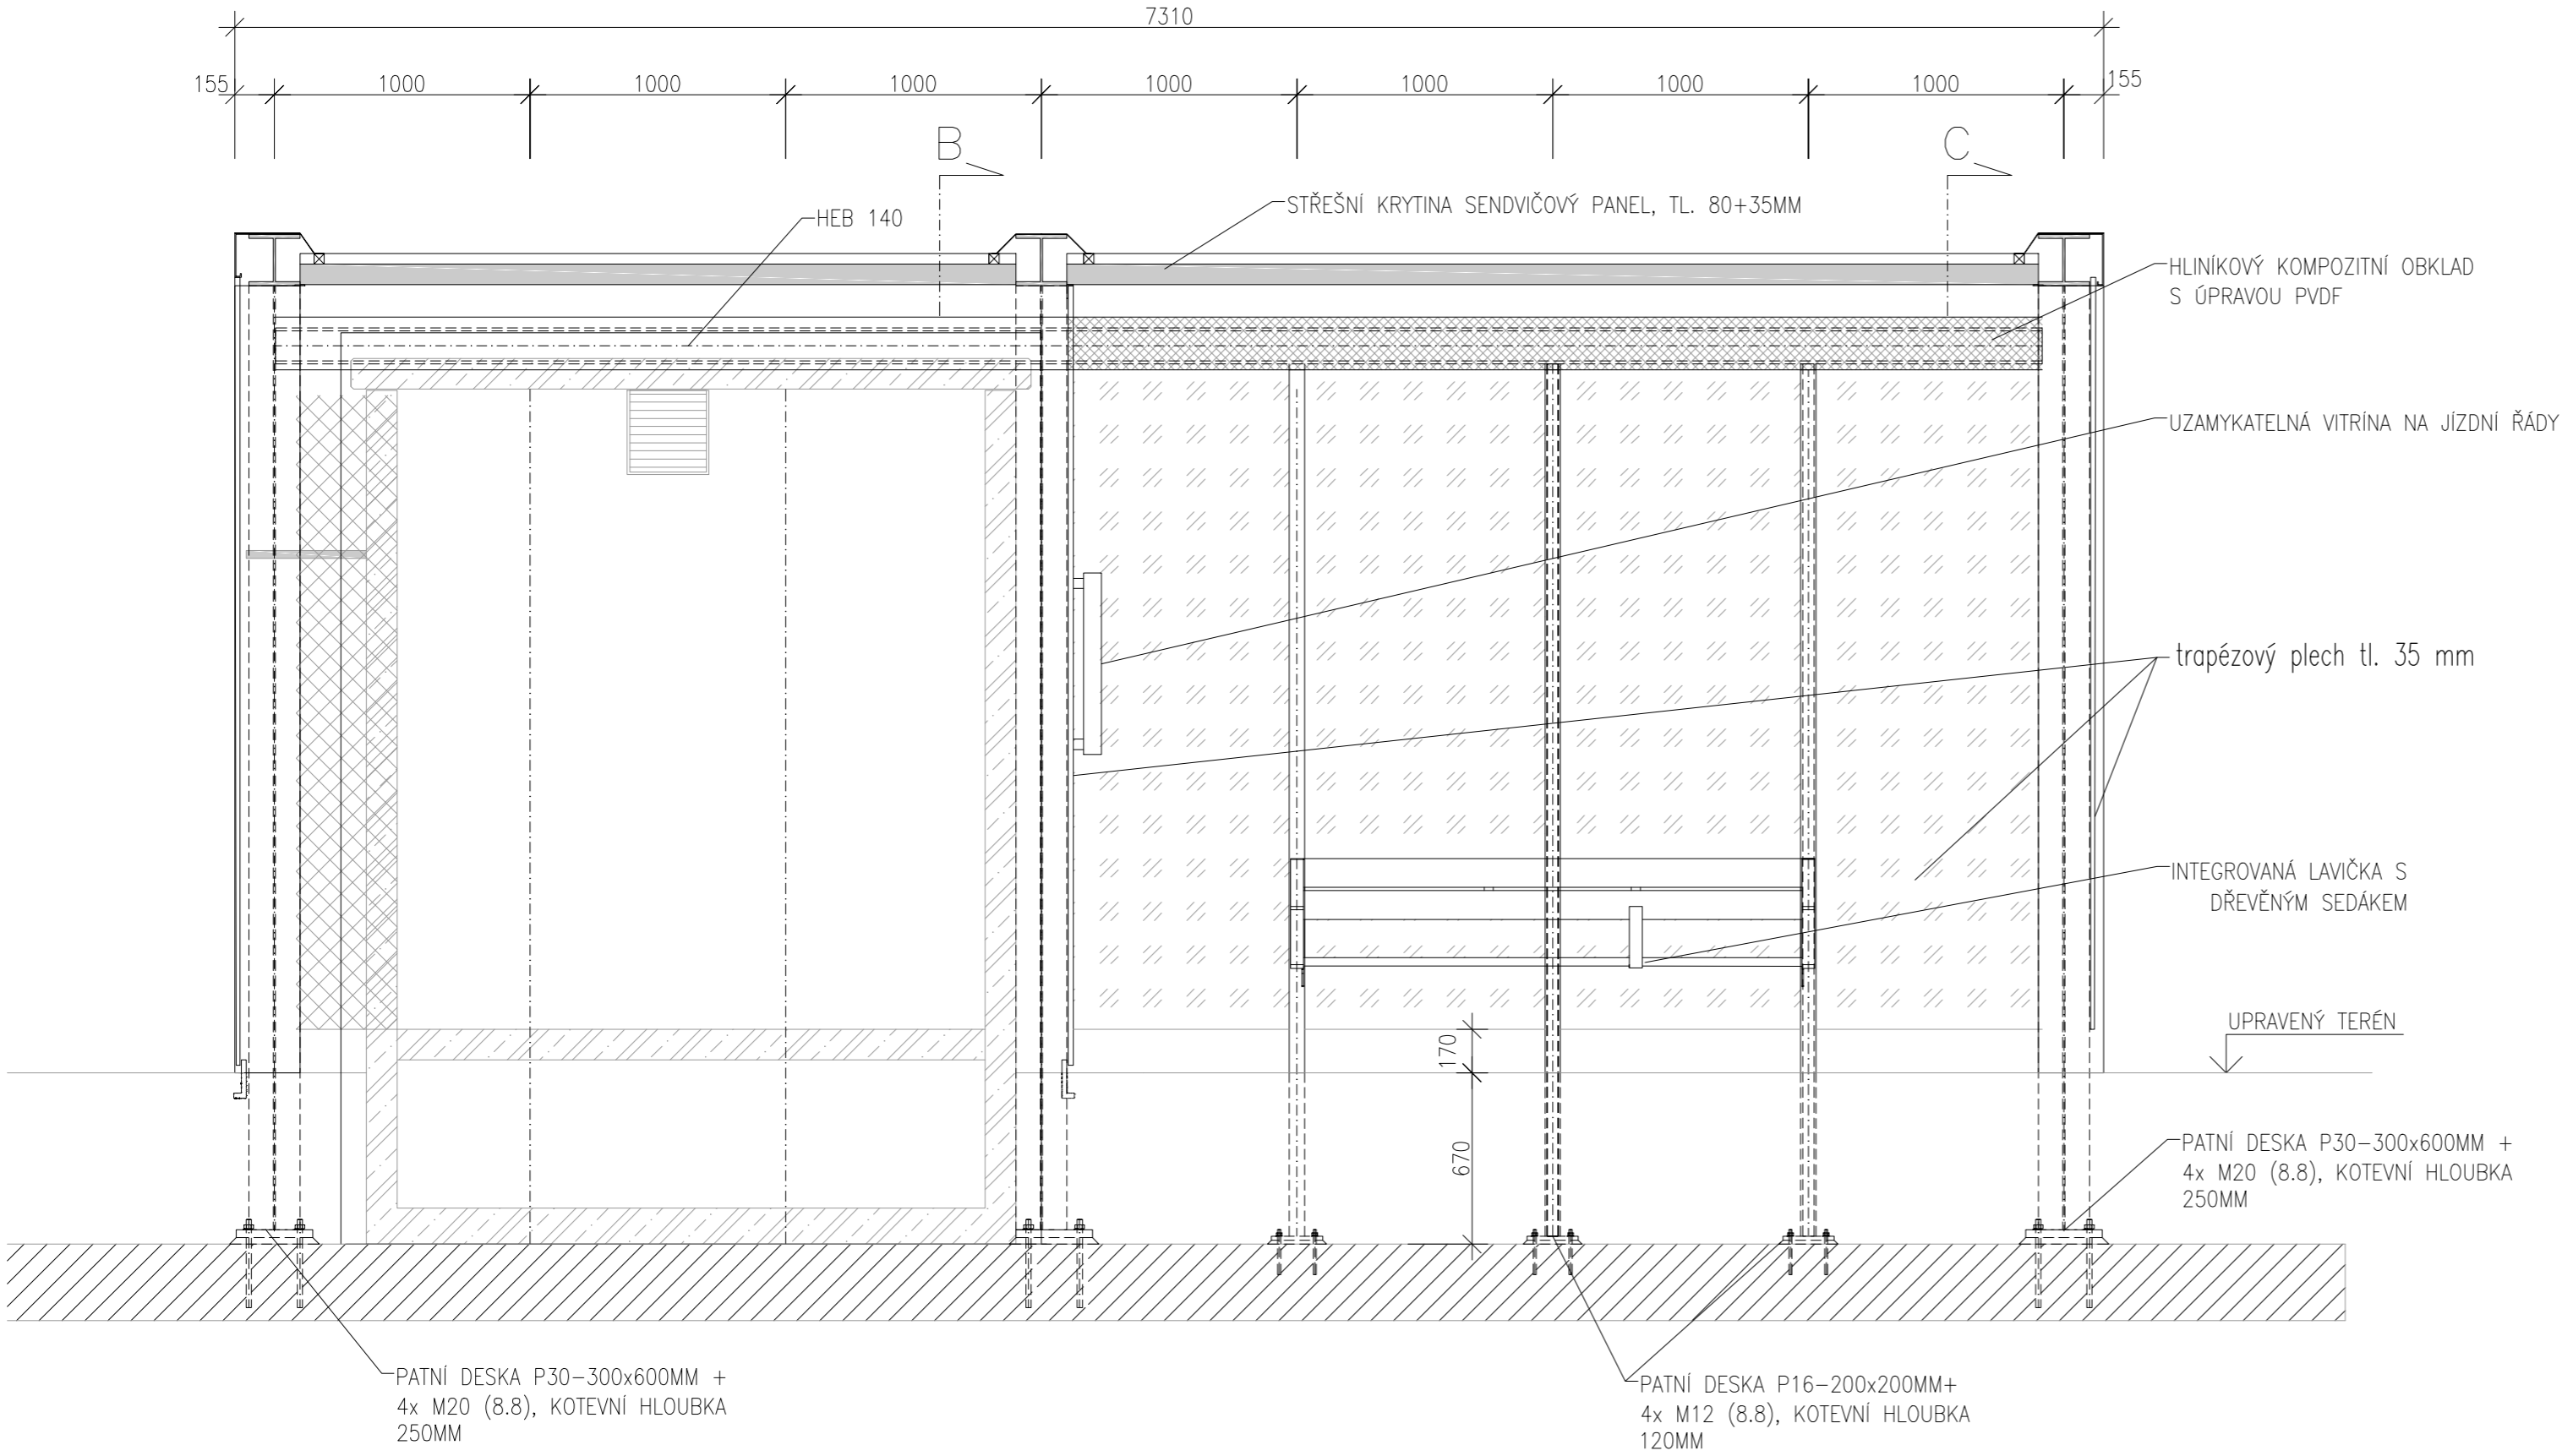 7310
155
1000
1000
1000
1000
1000
1000
1000
155
B
C
STŘEŠNÍ KRYTINA SENDVIČOVÝ PANEL, TL. 80+35MM
HEB 140
HLINÍKOVÝ KOMPOZITNÍ OBKLAD
S ÚPRAVOU PVDF
UZAMYKATELNÁ VITRÍNA NA JÍZDNÍ ŘÁDY
trapézový plech tl. 35 mm
INTEGROVANÁ LAVIČKA S
DŘEVĚNÝM SEDÁKEM
UPRAVENÝ TERÉN
170
670
PATNÍ DESKA P30-300x600MM +
4x M20 (8.8), KOTEVNÍ HLOUBKA
250MM
PATNÍ DESKA P30-300x600MM +
4x M20 (8.8), KOTEVNÍ HLOUBKA
250MM
PATNÍ DESKA P16-200x200MM+
4x M12 (8.8), KOTEVNÍ HLOUBKA
120MM